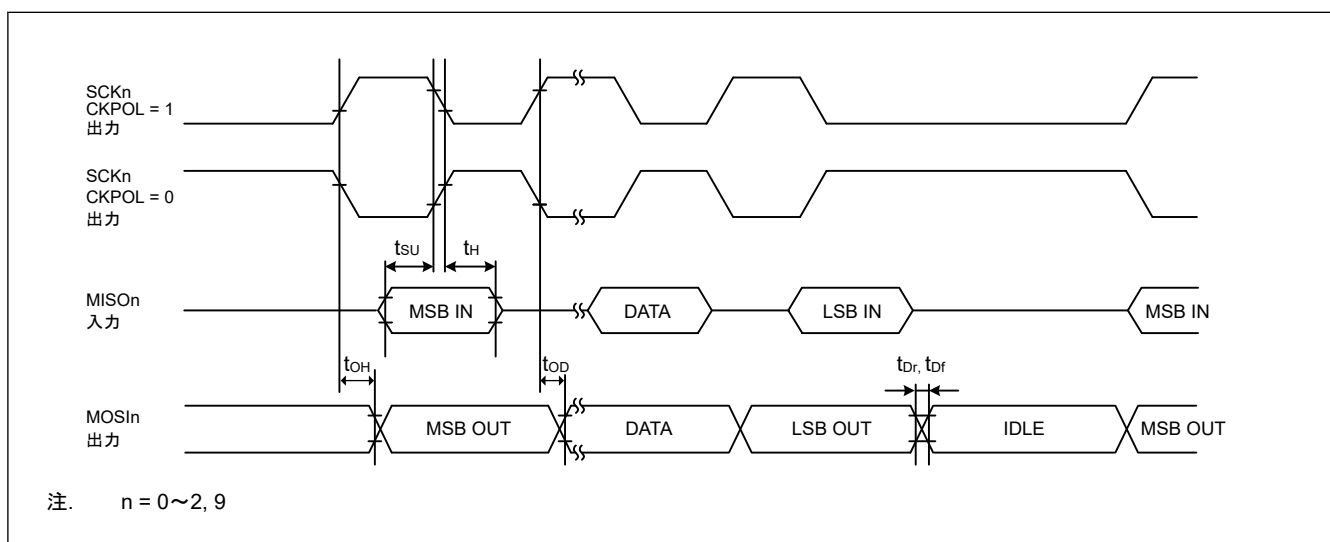 SCKn
CKPOL = 1
出力
SCKn
CKPOL = 0
出力
tSU
tH
MISOn
入力
MSB IN
DATA
LSB IN
MSB IN
tOH
tOD
tDr, tDf
MOSIn
出力
MSB OUT
DATA
LSB OUT
IDLE
MSB OUT
注. n = 0～2, 9